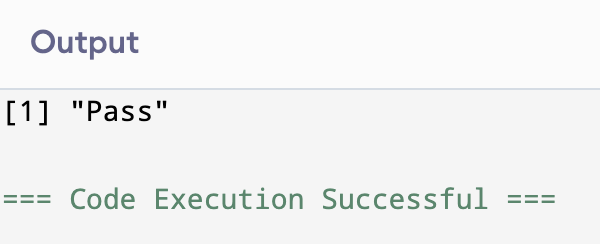 Output
[1] "Pass"
=== Code Execution Successful ===